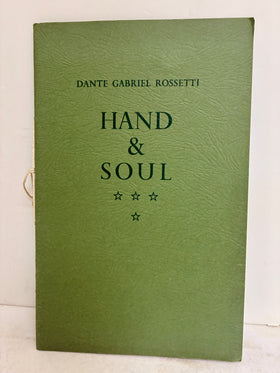 DANTE GABRIEL ROSSETTI
HAND
&
SOUL